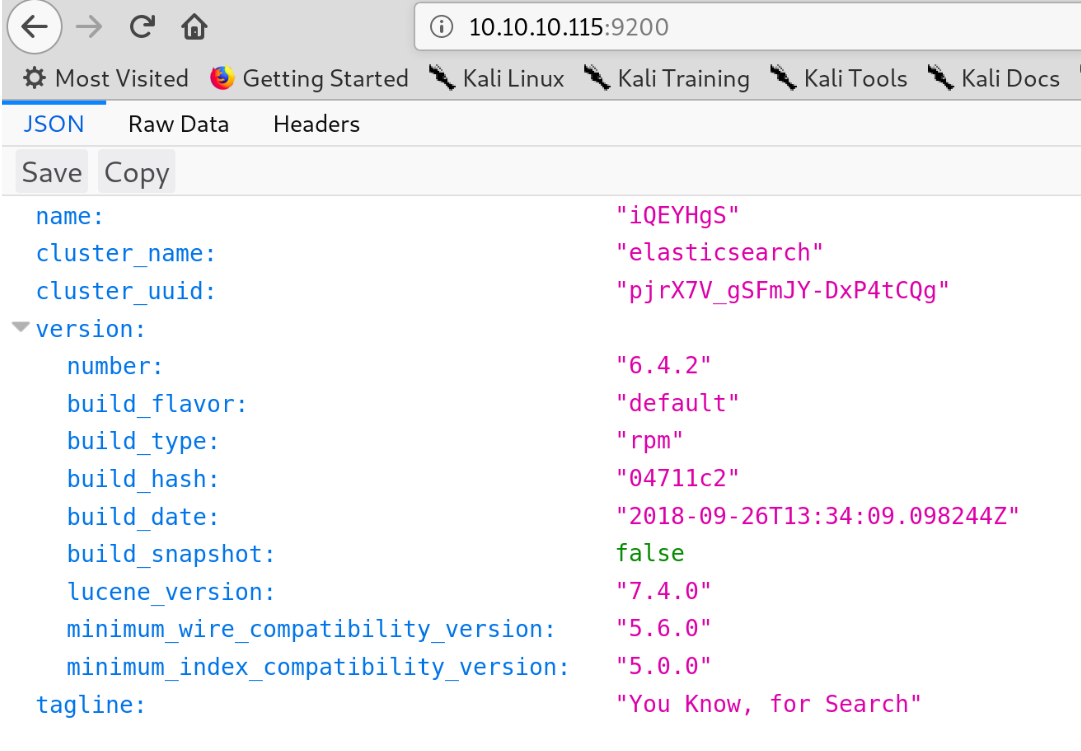 10.10.10.115:9200
Most Visited Getting Started Kali Linux Kali Training Kali Tools Kali Docs
JSON Raw Data Headers
Save Copy
name: "iQEYHgS"
cluster_name: "elasticsearch"
cluster_uuid: "pjrX7V_gSFmJY-DxP4tCQg"
version:
number: "6.4.2"
build_flavor: "default"
build_type: "rpm"
build_hash: "04711c2"
build_date: "2018-09-26T13:34:09.098244Z"
build_snapshot: false
lucene_version: "7.4.0"
minimum_wire_compatibility_version: "5.6.0"
minimum_index_compatibility_version: "5.0.0"
tagline: "You Know, for Search"